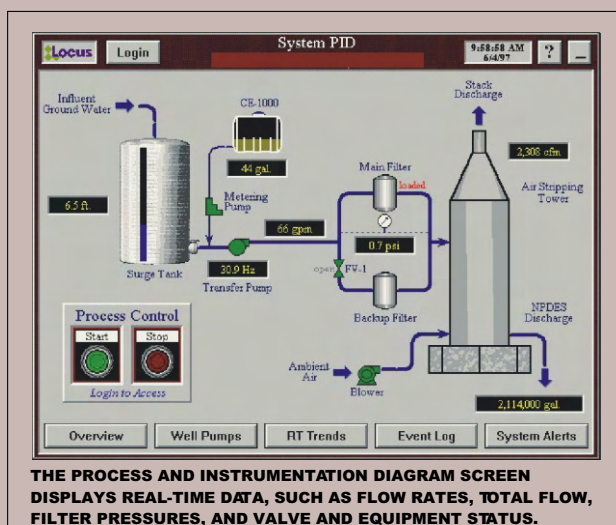 Locus
Login
System PID
9:58:58 AM
6/4/97
?
Influent
Ground Water
CE-1000
Stack
Discharge
44 gal.
Main Filter
loaded
2,308 cfm
Air Stripping
Tower
6.5 ft.
Metering
Pump
66 gpm
0.7 psi
open FV-1
Surge Tank
30.9 Hz
Transfer Pump
Backup Filter
Process Control
Start
Stop
Login to Access
NPDES
Discharge
Ambient
Air
Blower
2,114,000 gal.
Overview
Well Pumps
RT Trends
Event Log
System Alerts
THE PROCESS AND INSTRUMENTATION DIAGRAM SCREEN
DISPLAYS REAL-TIME DATA, SUCH AS FLOW RATES, TOTAL FLOW,
FILTER PRESSURES, AND VALVE AND EQUIPMENT STATUS.